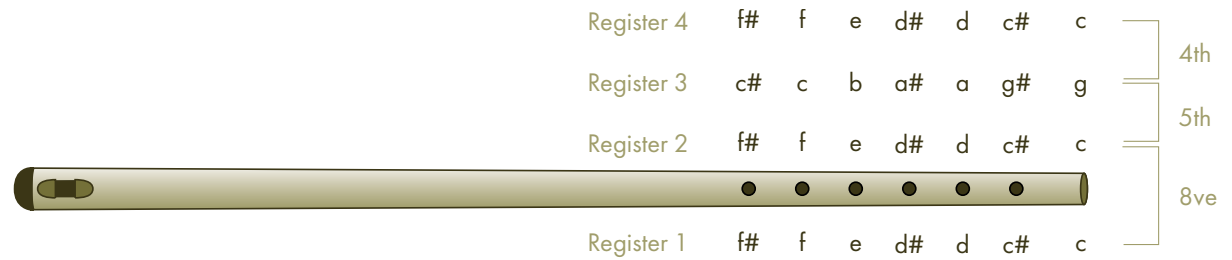 Register 4 f# f e d# d c# c
4th
Register 3 c# c b a# a g# g
5th
Register 2 f# f e d# d c# c
8ve
Register 1 f# f e d# d c# c